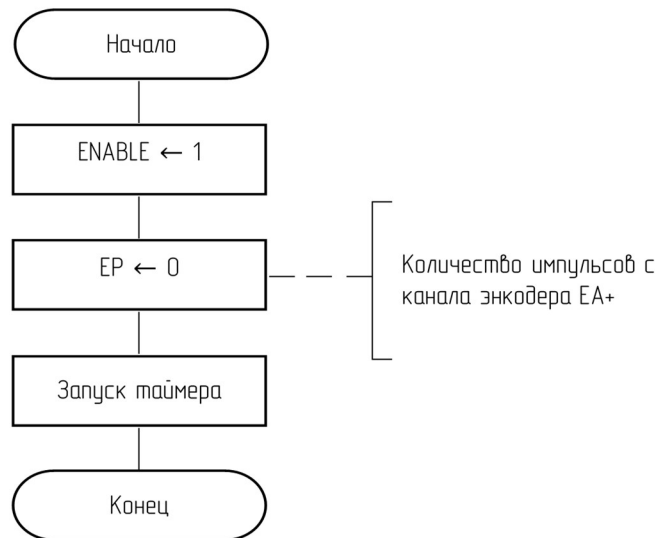 Начало
ENABLE ← 1
EP ← 0
Количество импульсов с
канала энкодера EA+
Запуск таймера
Конец